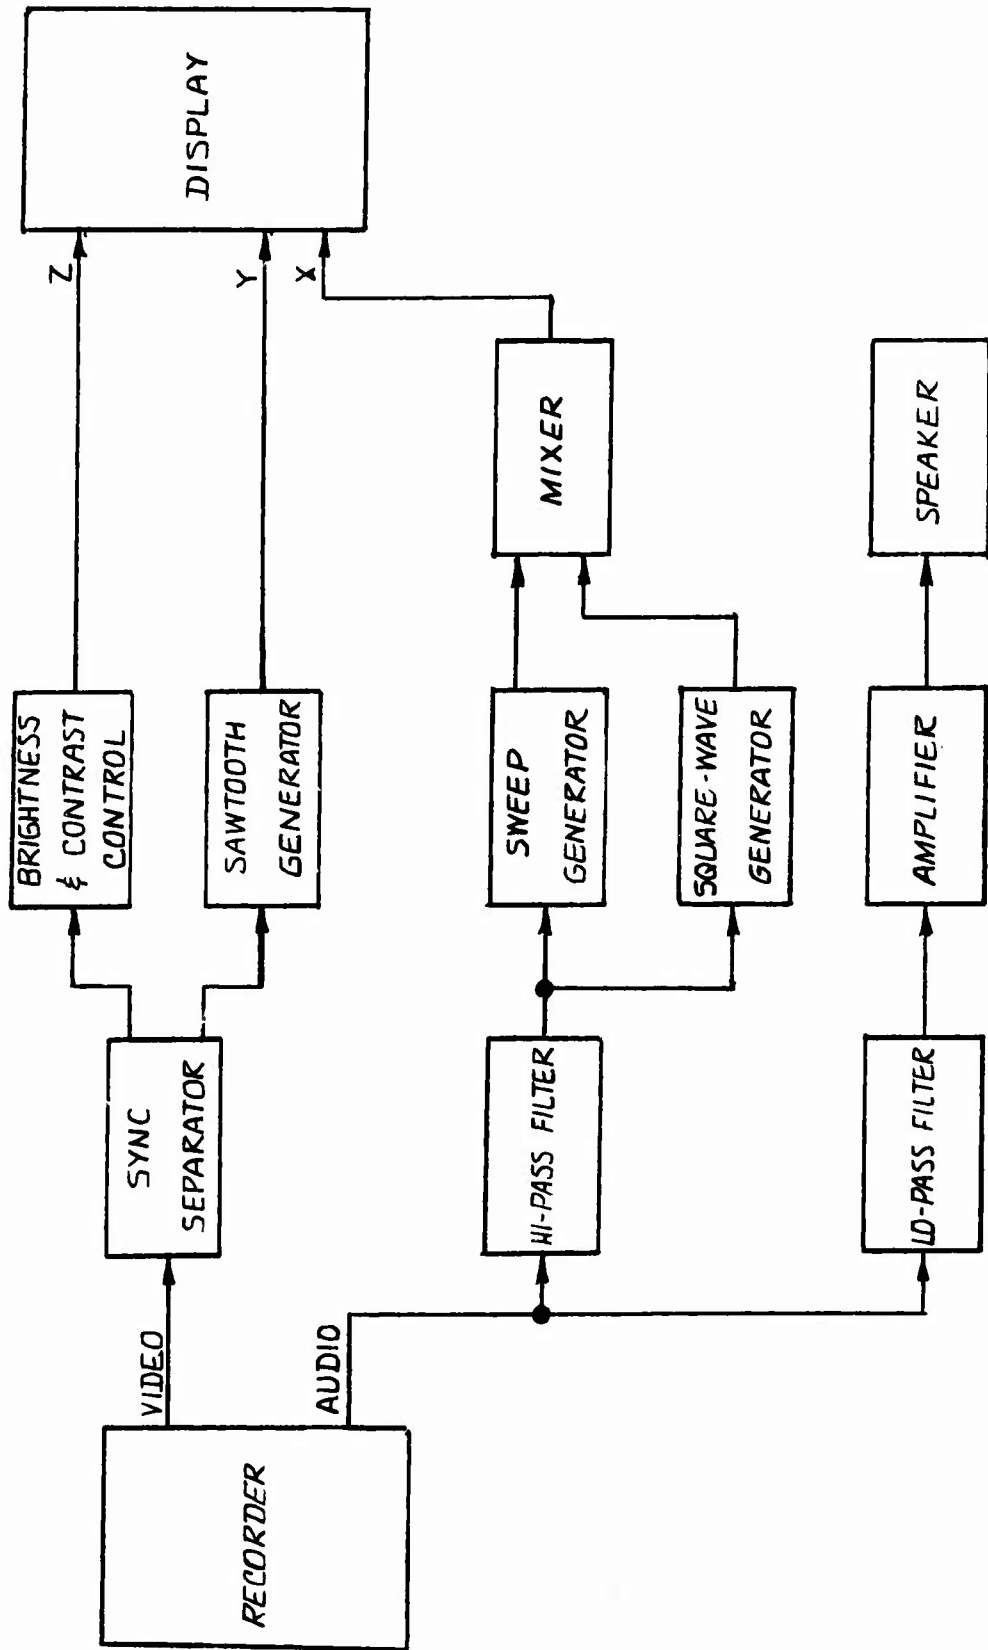 RECORDER
VIDEO
AUDIO
SYNC
SEPARATOR
BRIGHTNESS
& CONTRAST
CONTROL
SAWTOOTH
GENERATOR
Z
Y
X
DISPLAY
HI-PASS FILTER
SWEEP
GENERATOR
SQUARE-WAVE
GENERATOR
MIXER
LO-PASS FILTER
AMPLIFIER
SPEAKER